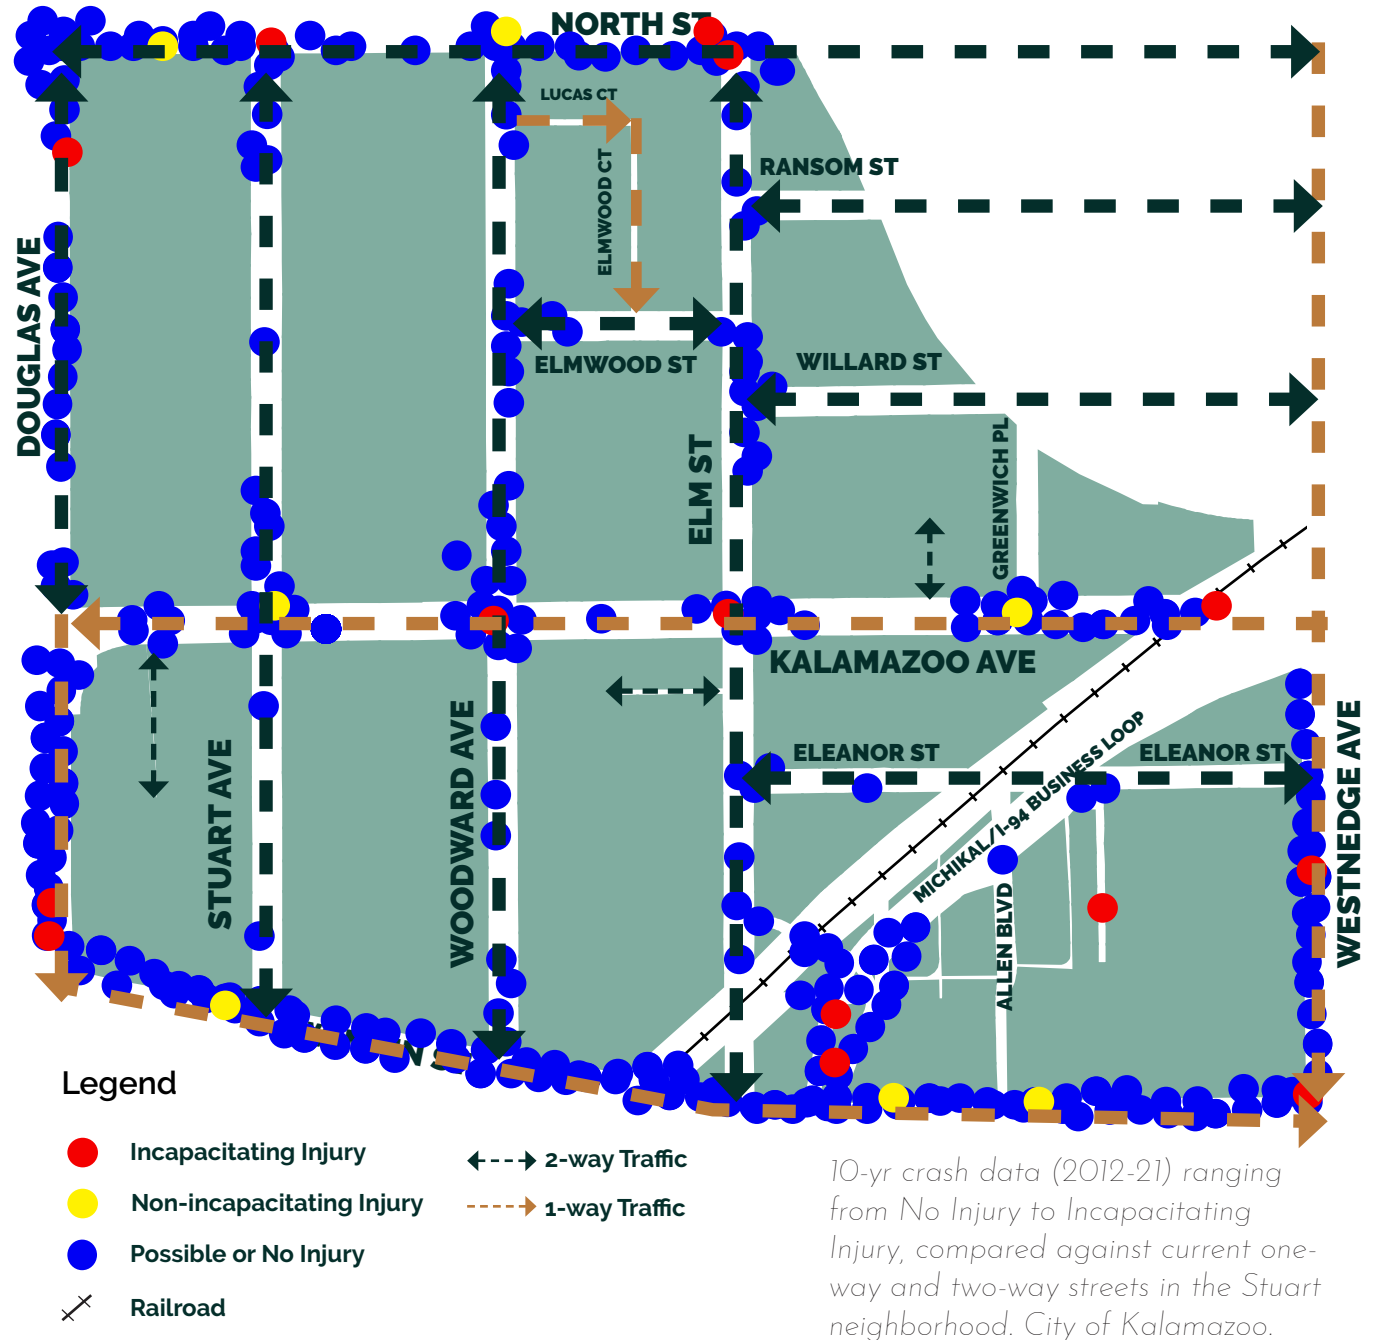 NORTH ST
LUCAS CT
ELMWOOD CT
RANSOM ST
DOUGLAS AVE
ELMWOOD ST
WILLARD ST
ELM ST
GREENWICH PL
KALAMAZOO AVE
STUART AVE
WOODWARD AVE
ELEANOR ST
ELEANOR ST
MICHIKAL/I-94 BUSINESS LOOP
ALLEN BLVD
WESTNEDGE AVE
Legend
Incapacitating Injury
Non-incapacitating Injury
Possible or No Injury
Railroad
2-way Traffic
1-way Traffic
10-yr crash data (2012-21) ranging
from No Injury to Incapacitating
Injury, compared against current one-
way and two-way streets in the Stuart
neighborhood. City of Kalamazoo.